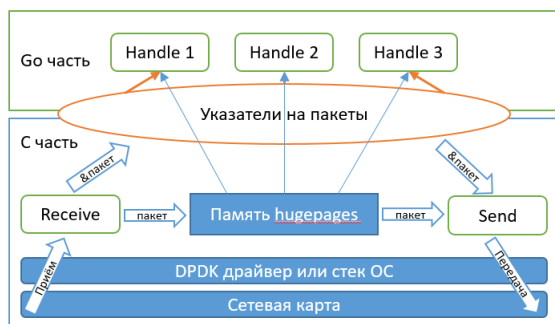 Go часть
Handle 1
Handle 2
Handle 3
Указатели на пакеты
С часть
&пакет
&пакет
Receive
пакет
Память hugepages
пакет
Send
Приём
DPDK драйвер или стек ОС
Передача
Сетевая карта